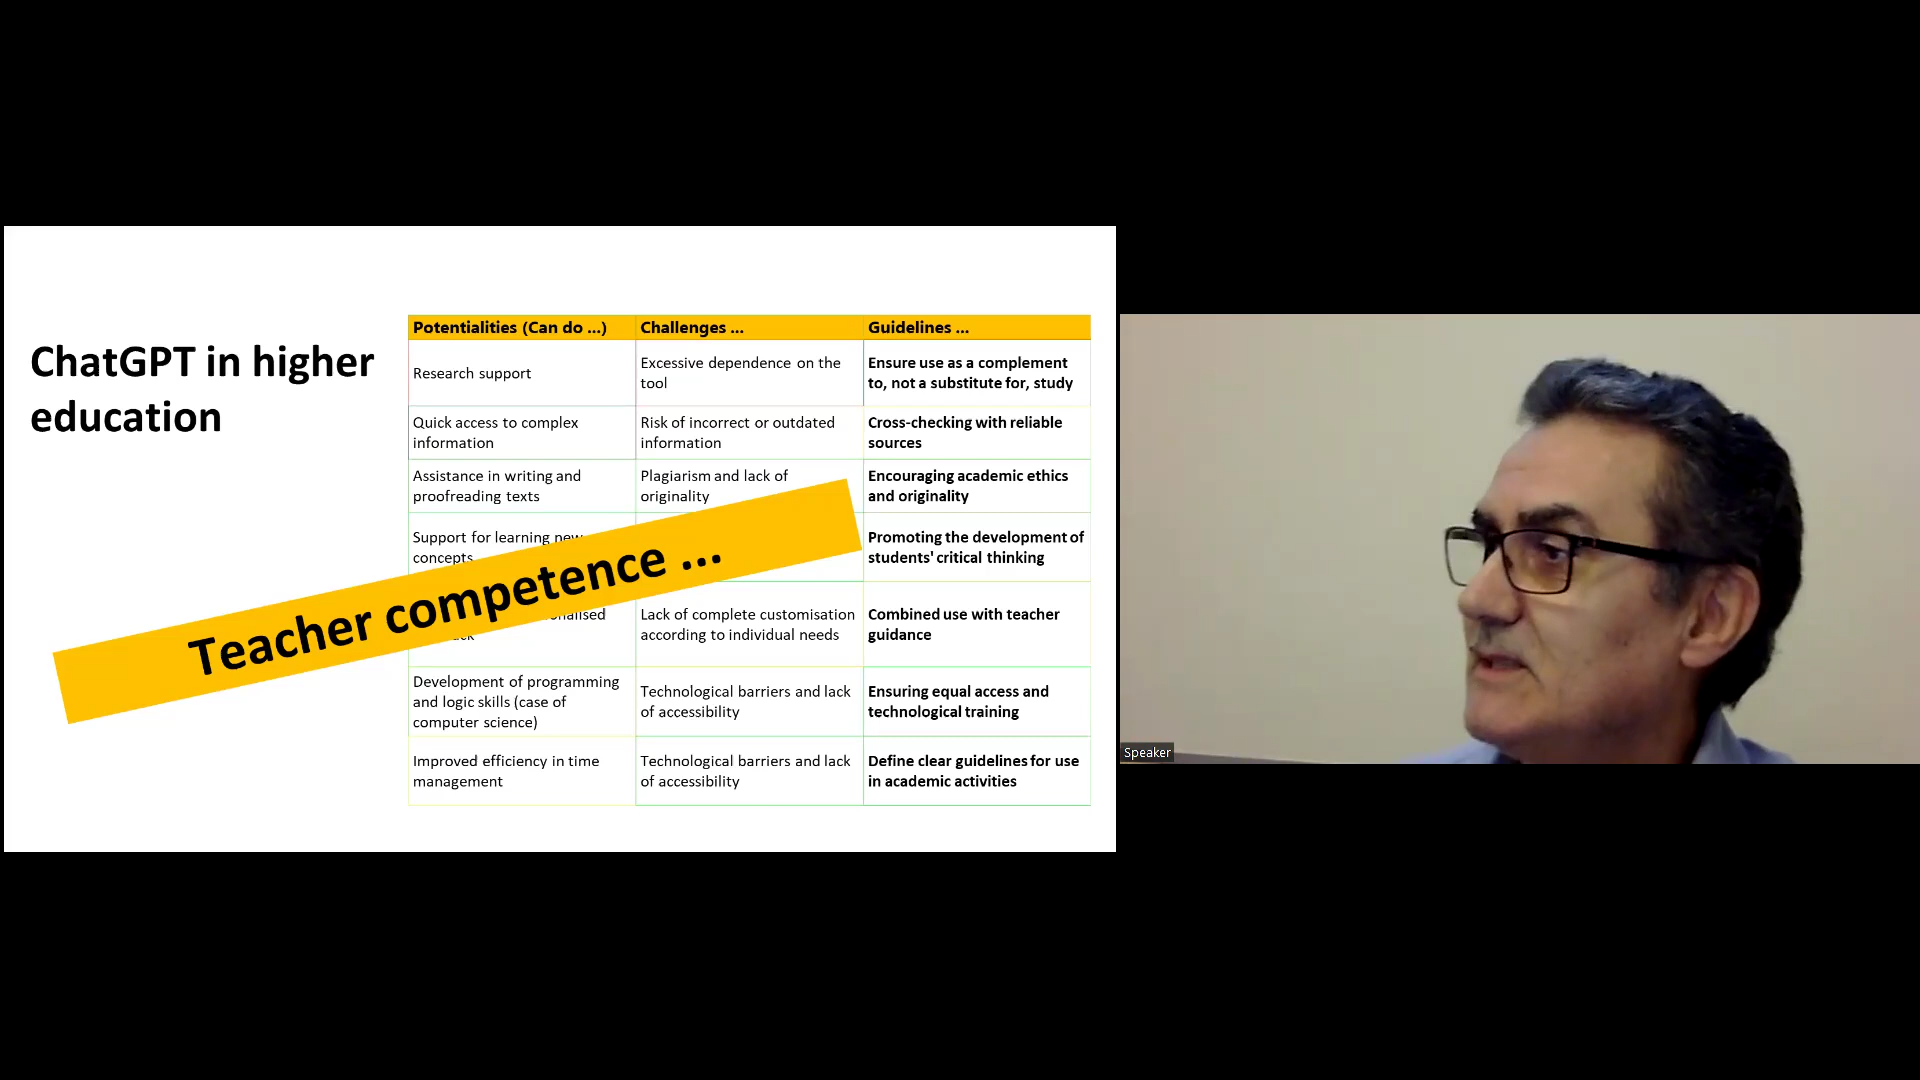 ChatGPT in higher
education
Potentialities (Can do ...)
Challenges ...
Guidelines ...
Research support
Excessive dependence on the
tool
Ensure use as a complement
to, not a substitute for, study
Quick access to complex
information
Risk of incorrect or outdated
information
Cross-checking with reliable
sources
Assistance in writing and
proofreading texts
Plagiarism and lack of
originality
Encouraging academic ethics
and originality
Support for learning new
concepts
Promoting the development of
students' critical thinking
Teacher competence ...
Lack of complete customisation
according to individual needs
Combined use with teacher
guidance
Development of programming
and logic skills (case of
computer science)
Technological barriers and lack
of accessibility
Ensuring equal access and
technological training
Improved efficiency in time
management
Technological barriers and lack
of accessibility
Define clear guidelines for use
in academic activities
Speaker